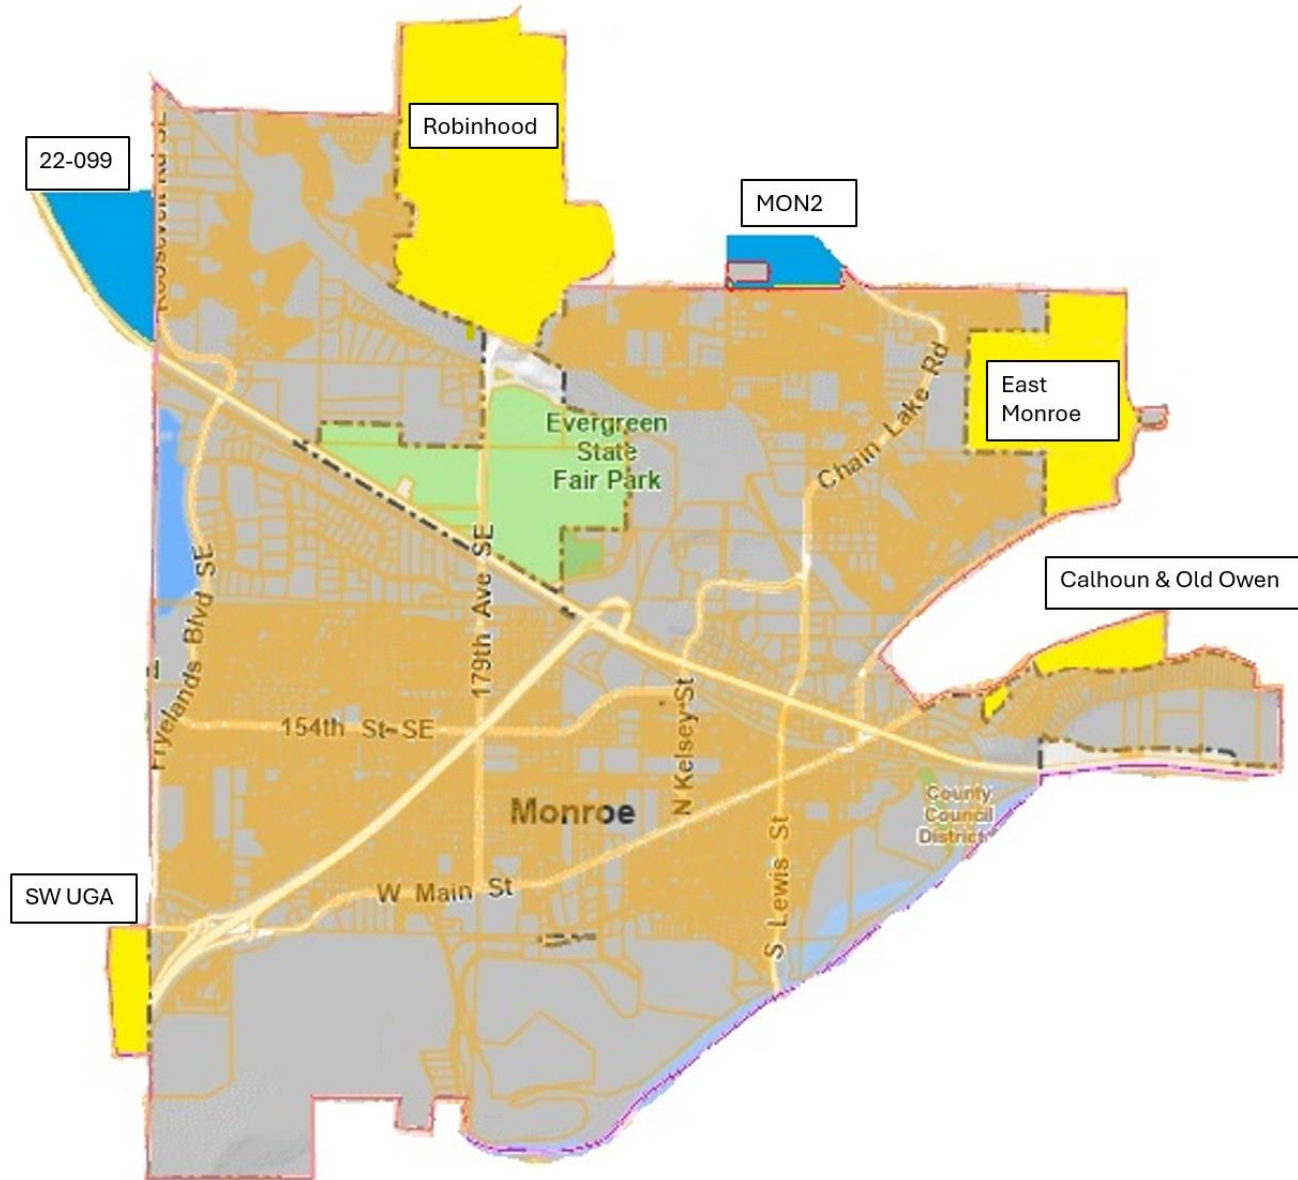 Robinhood
22-099
Roosevelt Rd SE
MON2
East
Monroe
Chain Lake Rd
Evergreen
State
Fair Park
Calhoun & Old Owen
179th Ave SE
Fryelands Blvd SE
d
154th St SE
N Kelsey St
Monroe
County
Council
District
SW UGA
W Main St
S Lewis St